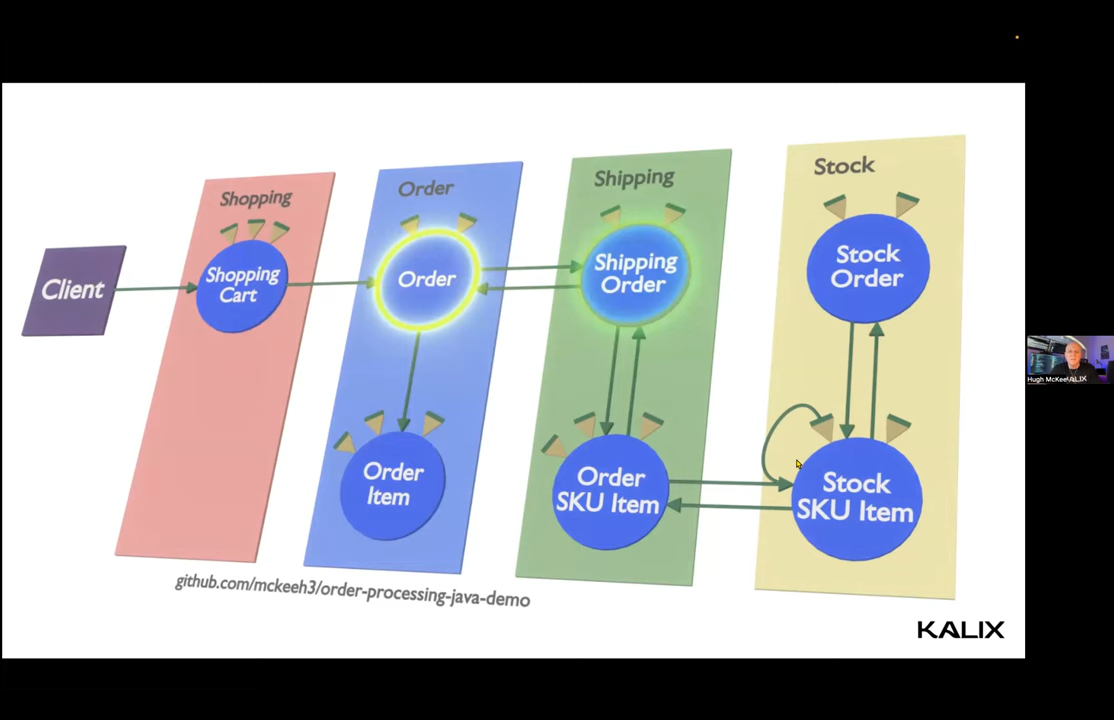 Shopping
Order
Shipping
Stock
Client
Shopping
Cart
Order
Shipping
Order
Stock
Order
Order
Item
Order
SKU Item
Stock
SKU Item
github.com/mckeeh3/order-processing-java-demo
KALIX